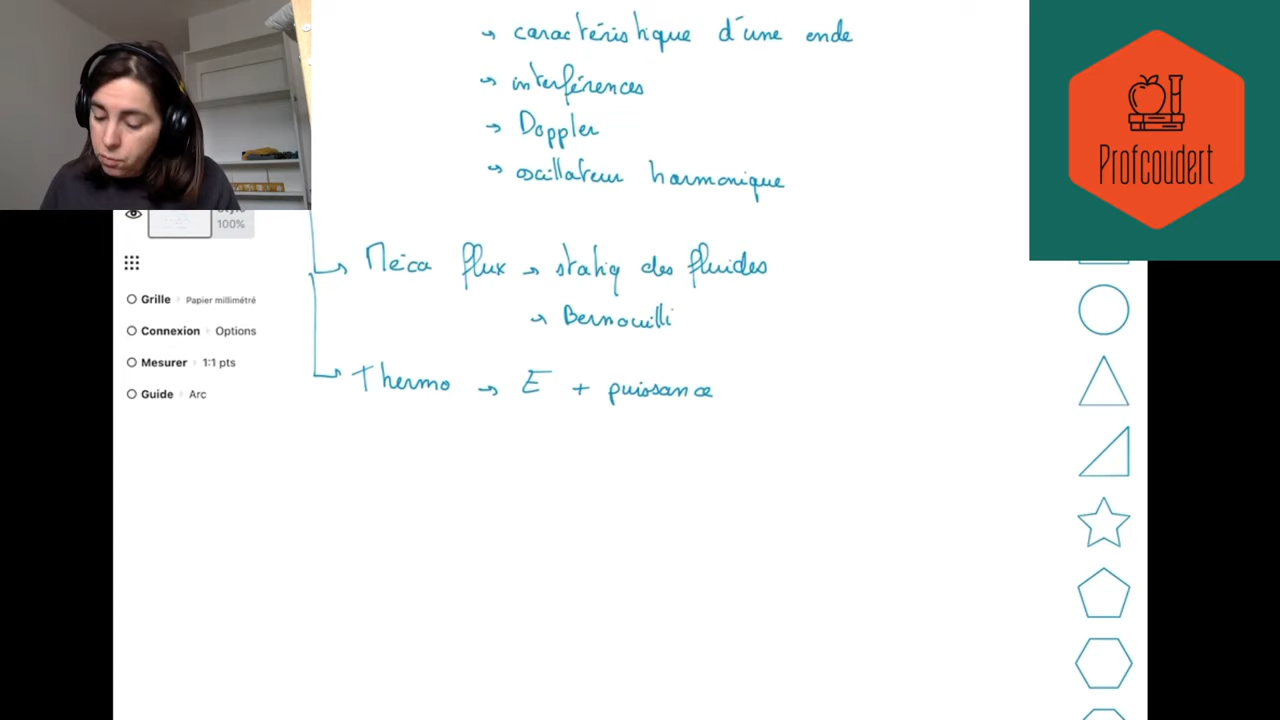 → caractéristique d'une onde
→ interférences
→ Doppler
→ oscillateur harmonique
Profcoudert
100%
→ Méca flux → statiq des fluides
→ Bernouilli
Grille › Papier millimétré
Connexion › Options
Mesurer › 1:1 pts
Guide › Arc
→ Thermo → E + puissance